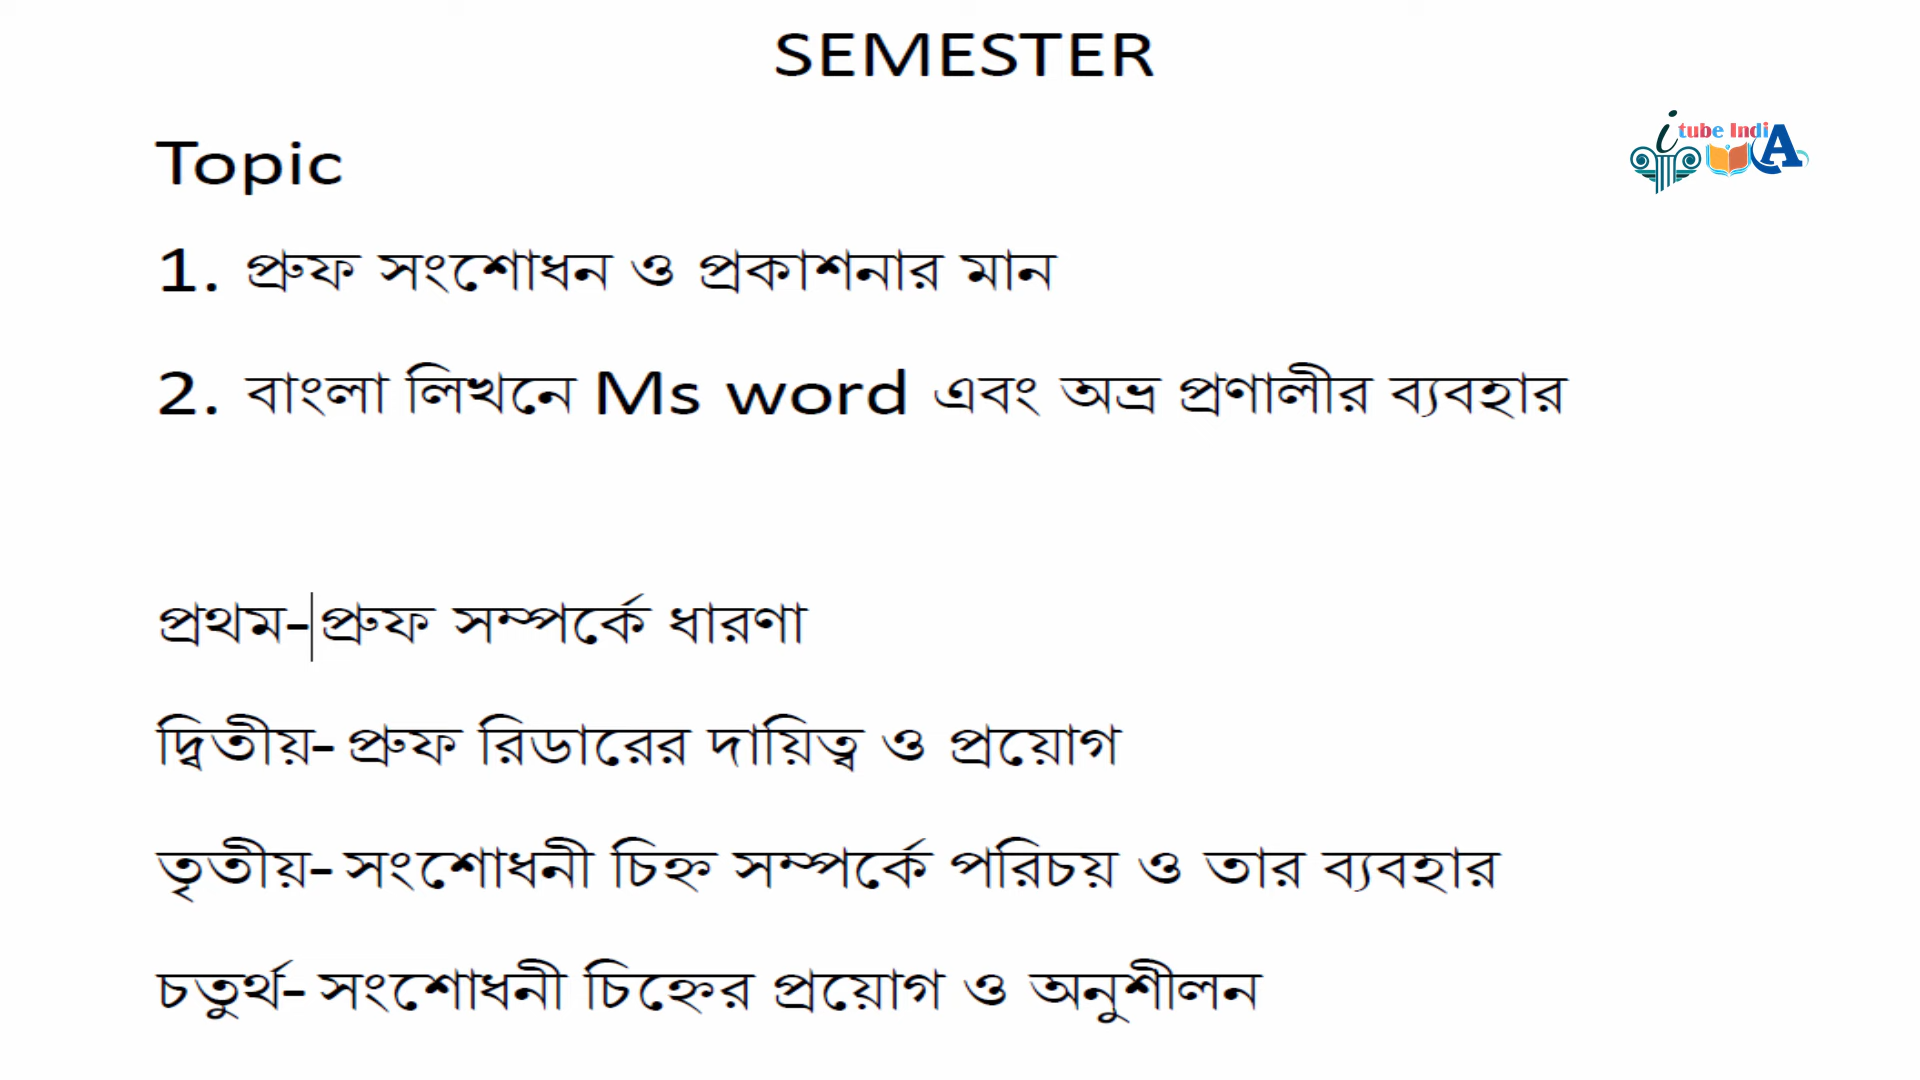 SEMESTER
itube IndiA
Topic
1. প্রুফ সংশোধন ও প্রকাশনার মান
2. বাংলা লিখনে Ms word এবং অভ্র প্রণালীর ব্যবহার
প্রথম-প্রুফ সম্পর্কে ধারণা
দ্বিতীয়- প্রুফ রিডারের দায়িত্ব ও প্রয়োগ
তৃতীয়- সংশোধনী চিহ্ন সম্পর্কে পরিচয় ও তার ব্যবহার
চতুর্থ- সংশোধনী চিহ্নের প্রয়োগ ও অনুশীলন